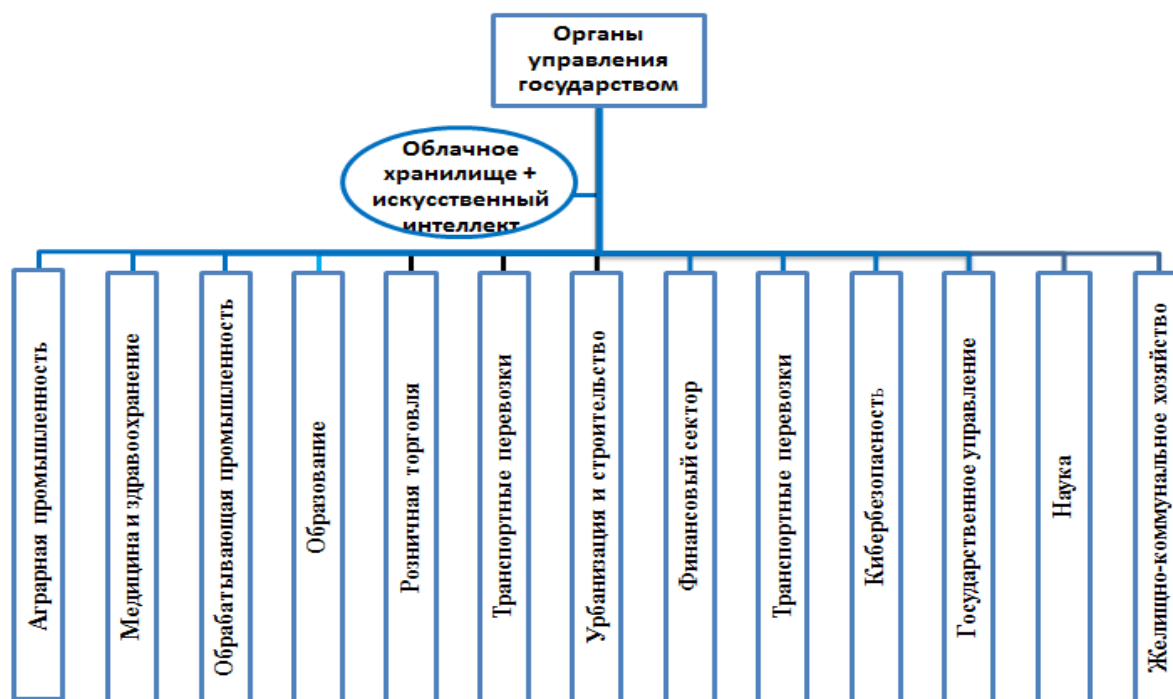 Органы
управления
государством
Облачное
хранилище +
искусственный
интеллект
Аграрная промышленность
Медицина и здравоохранение
Обрабатывающая промышленность
Образование
Розничная торговля
Транспортные перевозки
Урбанизация и строительство
Финансовый сектор
Транспортные перевозки
Кибербезопасность
Государственное управление
Наука
Желищно-коммунальное хозяйство